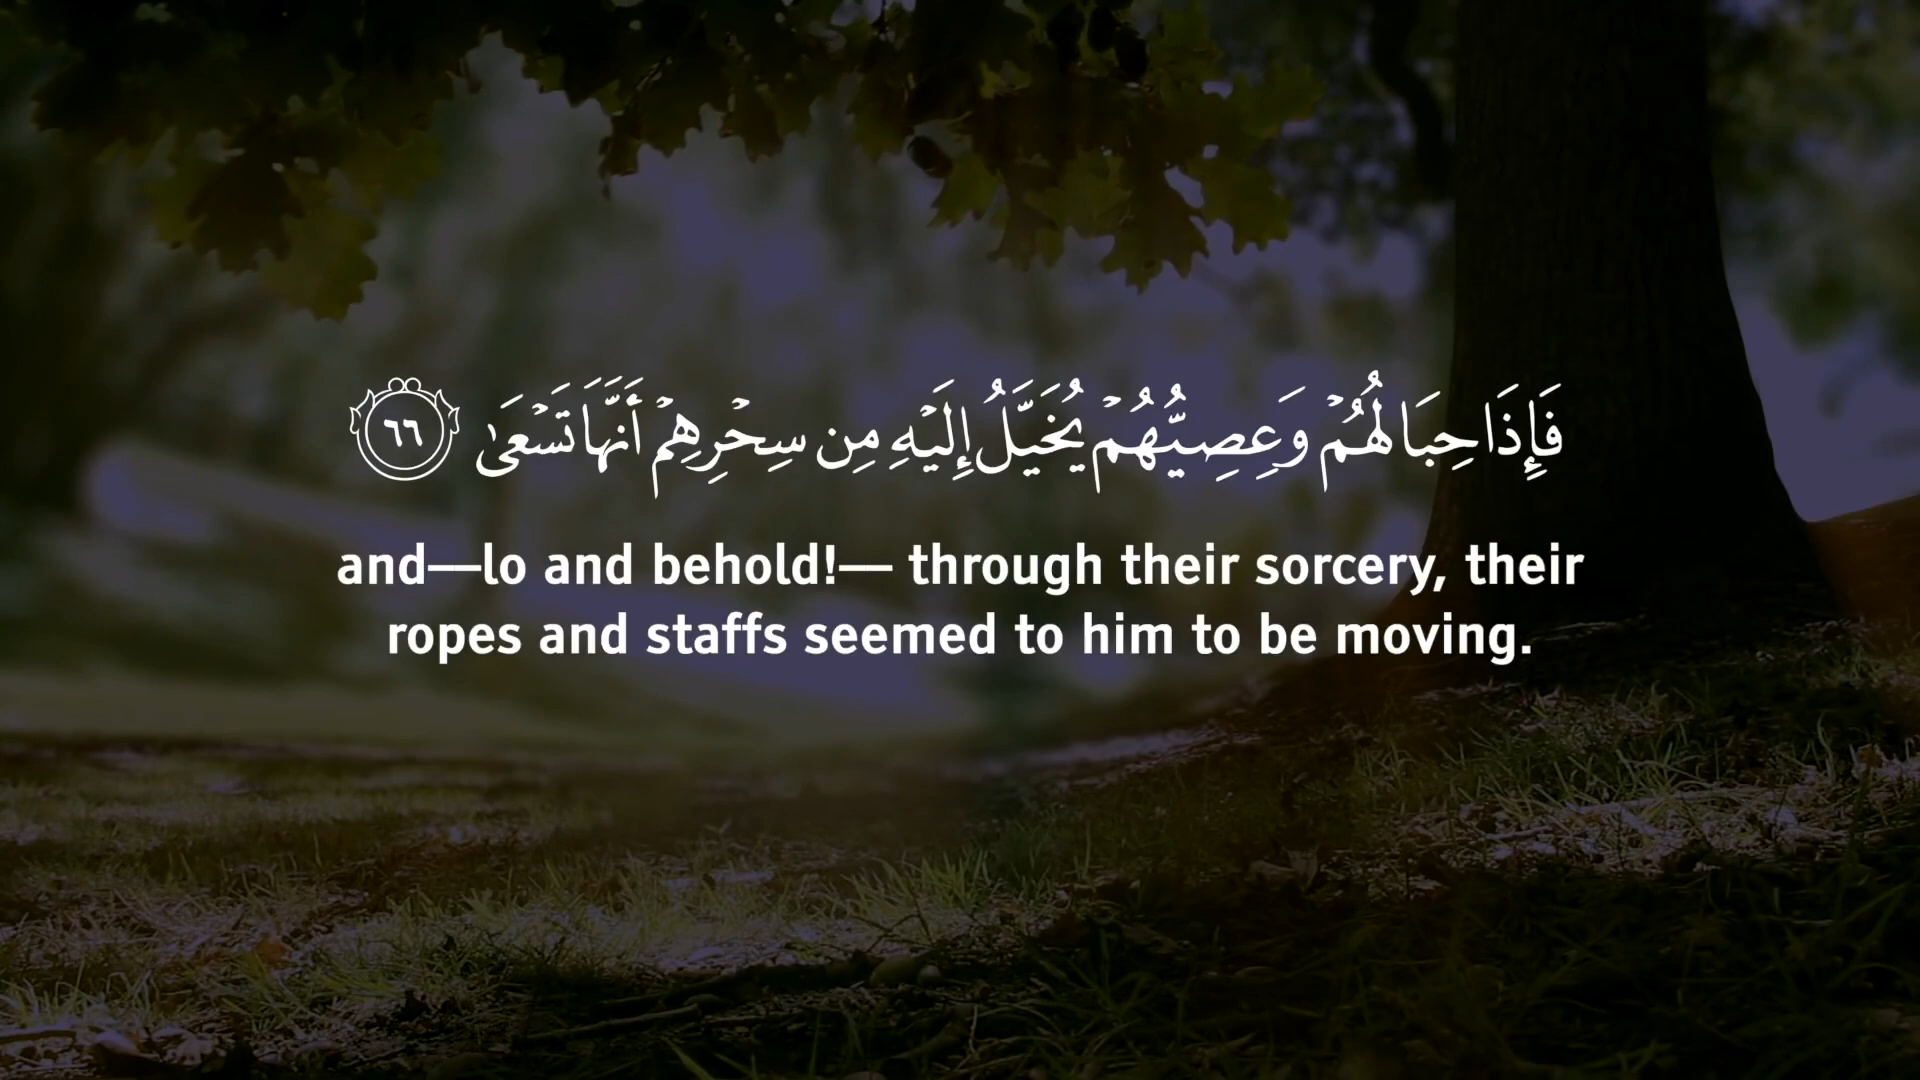 فَإِذَا حِبَالُهُمْ وَعِصِيُّهُمْ يُخَيَّلُ إِلَيْهِ مِن سِحْرِهِمْ أَنَّهَا تَسْعَىٰ ٦٦
and—lo and behold!— through their sorcery, their
ropes and staffs seemed to him to be moving.